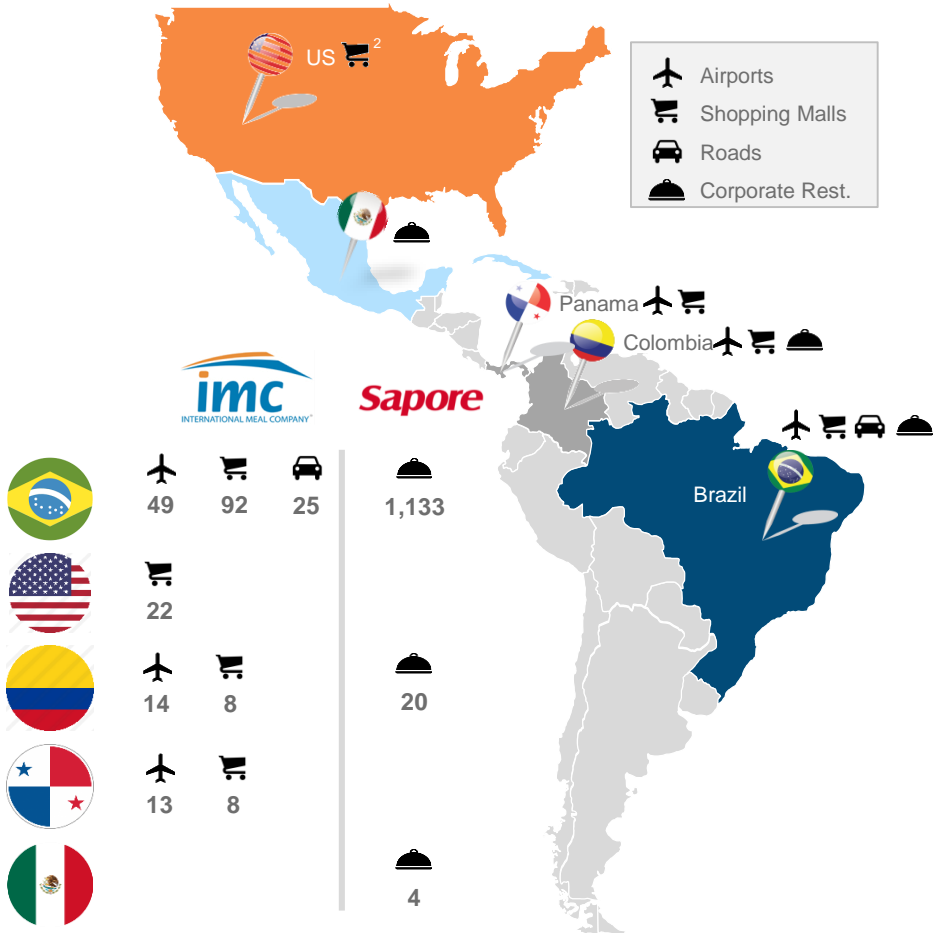 US 2
Airports
Shopping Malls
Roads
Corporate Rest.
Panama
Colombia
Brazil
imc
INTERNATIONAL MEAL COMPANY
Sapore
49 92 25 1,133
22
14 8 20
13 8
4